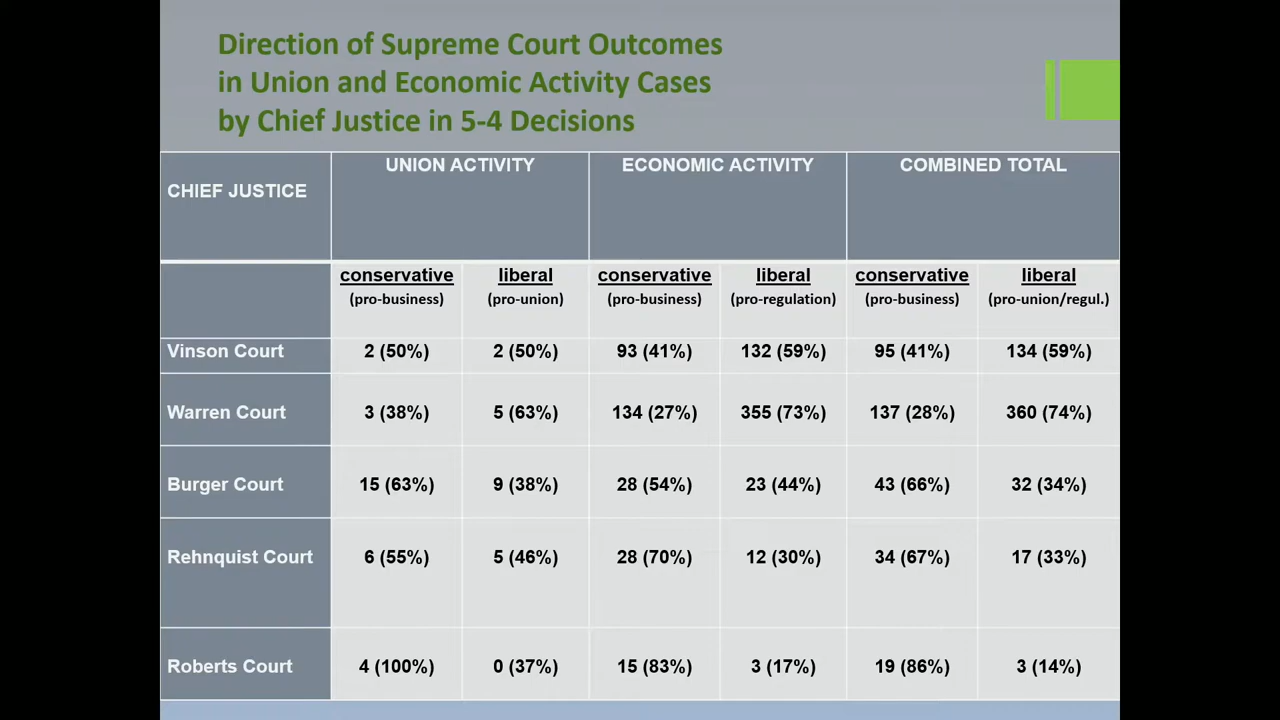 Direction of Supreme Court Outcomes
in Union and Economic Activity Cases
by Chief Justice in 5-4 Decisions
CHIEF JUSTICE UNION ACTIVITY ECONOMIC ACTIVITY COMBINED TOTAL
conservative liberal conservative liberal conservative liberal
(pro-business) (pro-union) (pro-business) (pro-regulation) (pro-business) (pro-union/regul.)
Vinson Court 2 (50%) 2 (50%) 93 (41%) 132 (59%) 95 (41%) 134 (59%)
Warren Court 3 (38%) 5 (63%) 134 (27%) 355 (73%) 137 (28%) 360 (74%)
Burger Court 15 (63%) 9 (38%) 28 (54%) 23 (44%) 43 (66%) 32 (34%)
Rehnquist Court 6 (55%) 5 (46%) 28 (70%) 12 (30%) 34 (67%) 17 (33%)
Roberts Court 4 (100%) 0 (37%) 15 (83%) 3 (17%) 19 (86%) 3 (14%)